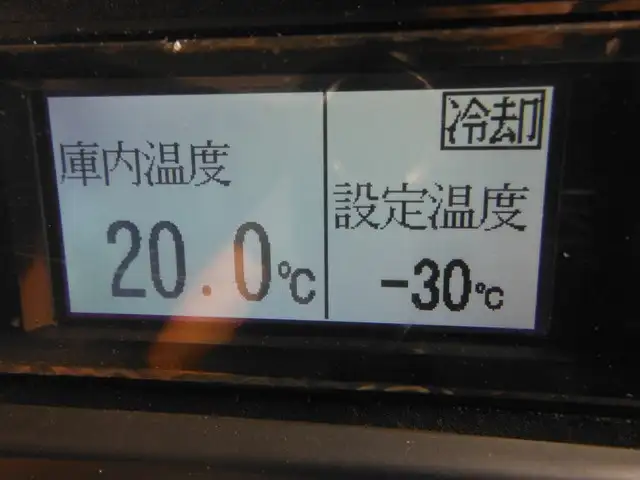 庫内温度
20.0℃
冷却
設定温度
-30℃